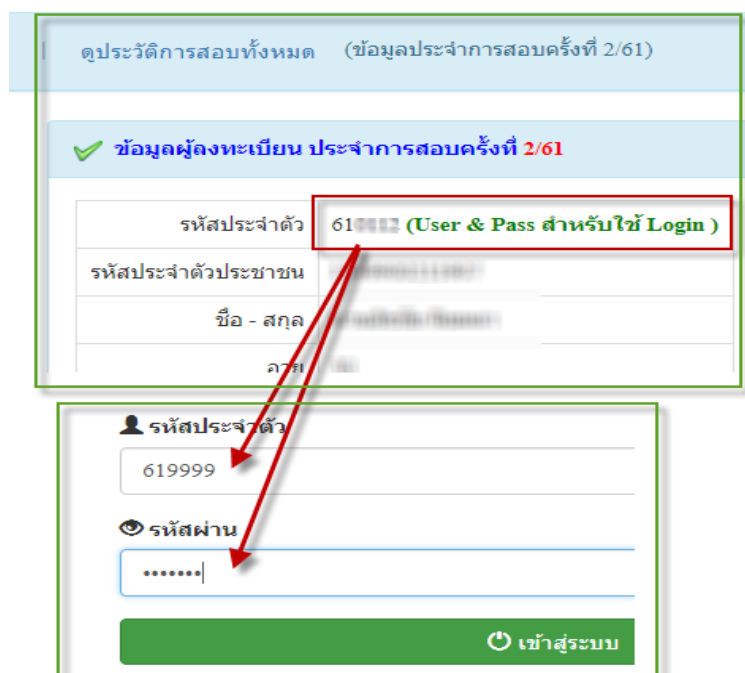 ดูประวัติการสอบทั้งหมด (ข้อมูลประจำการสอบครั้งที่ 2/61)
ข้อมูลผู้ลงทะเบียน ประจำการสอบครั้งที่ 2/61
รหัสประจำตัว 61 (User & Pass สำหรับใช้ Login )
รหัสประจำตัวประชาชน
ชื่อ - สกุล
อายุ
รหัสประจำตัว
619999
รหัสผ่าน
•••••••
เข้าสู่ระบบ